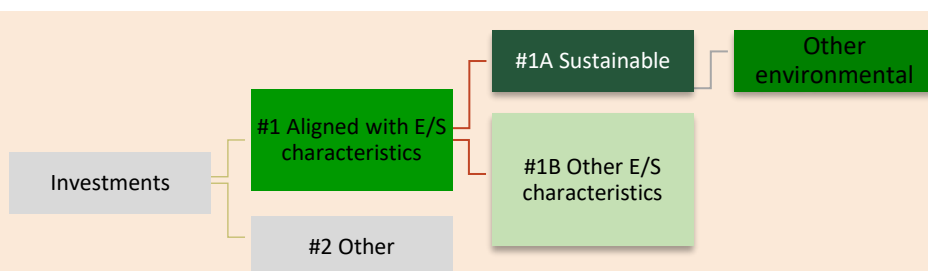 Investments
#1 Aligned with E/S
characteristics
#2 Other
#1A Sustainable
#1B Other E/S
characteristics
Other
environmental